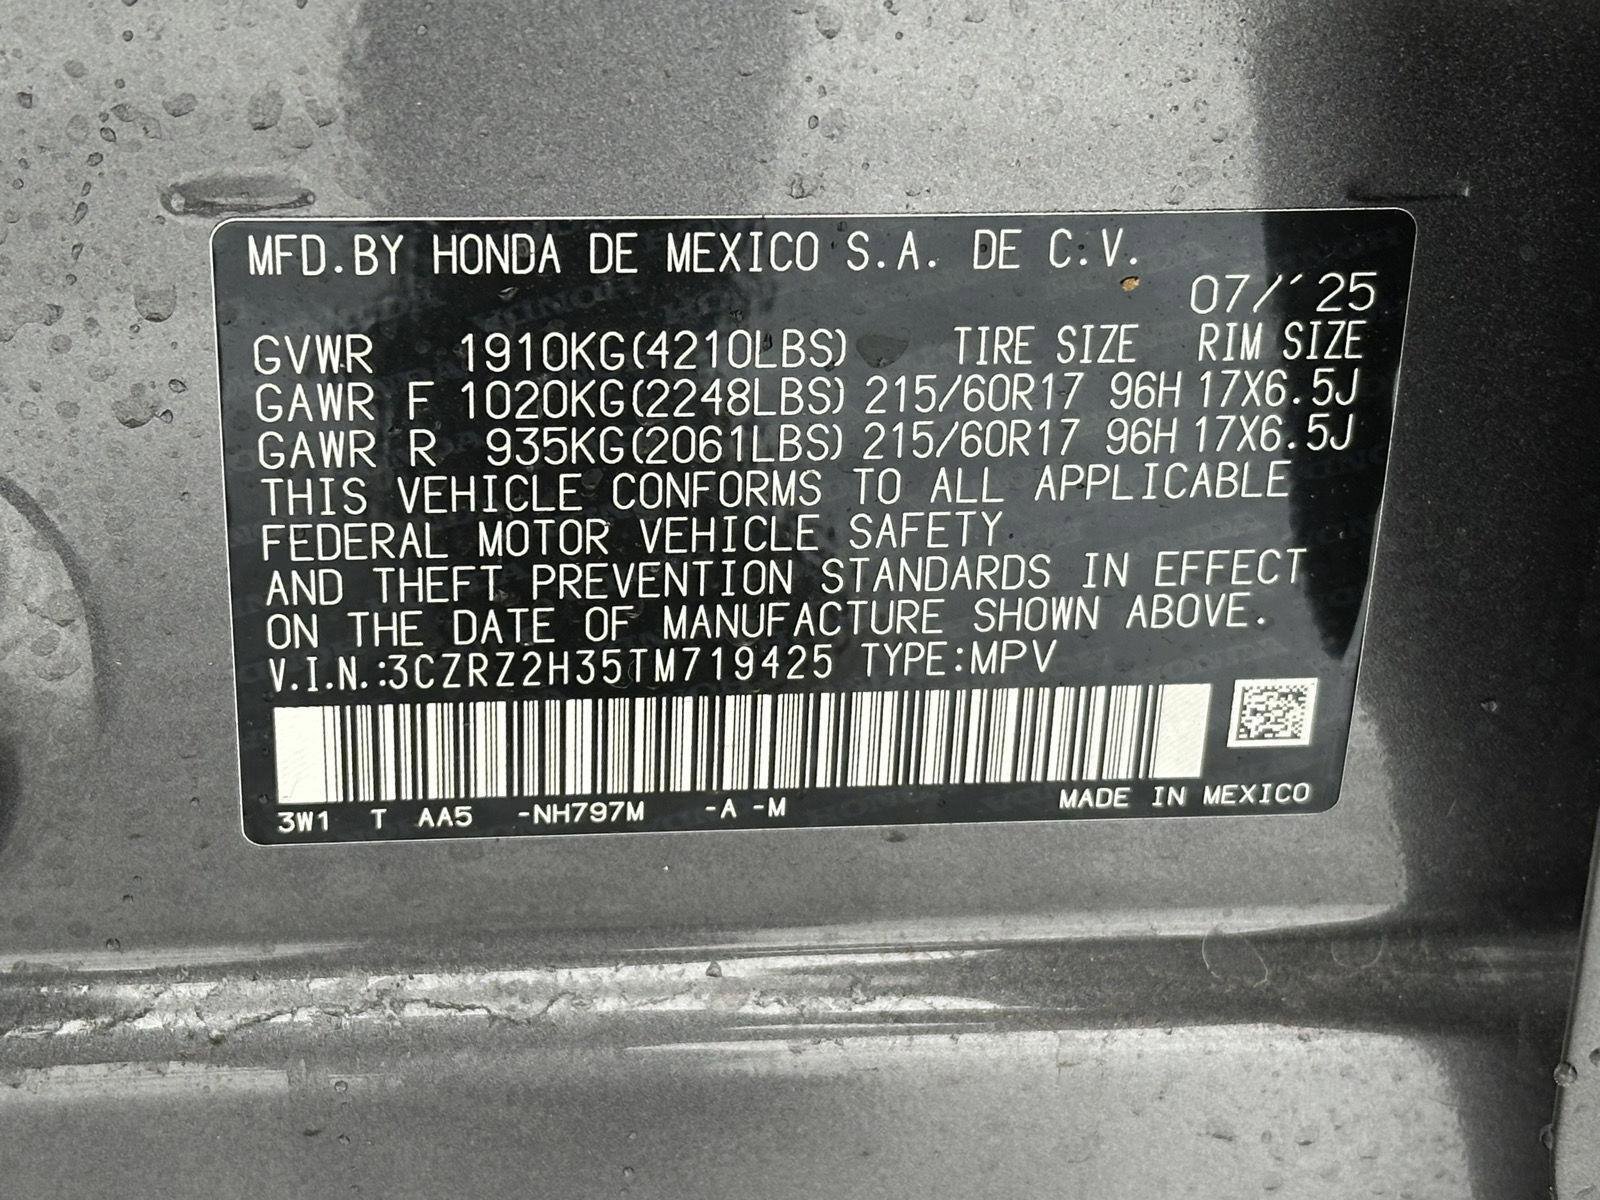 MFD.BY HONDA DE MEXICO S.A. DE C.V.
07/´25
GVWR 1910KG(4210LBS) TIRE SIZE RIM SIZE
GAWR F 1020KG(2248LBS) 215/60R17 96H 17X6.5J
GAWR R 935KG(2061LBS) 215/60R17 96H 17X6.5J
THIS VEHICLE CONFORMS TO ALL APPLICABLE
FEDERAL MOTOR VEHICLE SAFETY
AND THEFT PREVENTION STANDARDS IN EFFECT
ON THE DATE OF MANUFACTURE SHOWN ABOVE.
V.I.N.:3CZRZ2H35TM719425 TYPE:MPV
3W1 T AA5 -NH797M -A -M MADE IN MEXICO